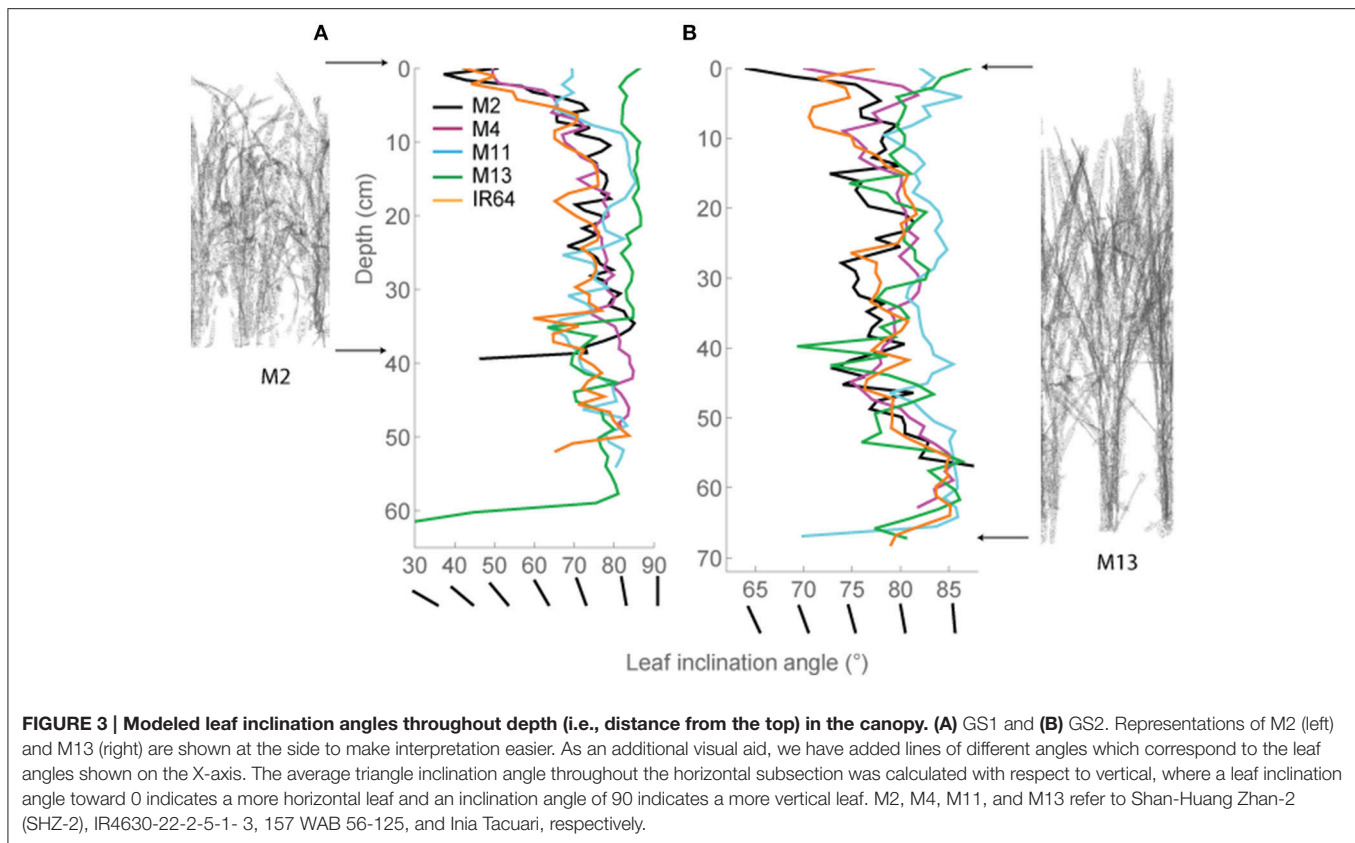 A
B
0
10
20
30
40
50
60
Depth (cm)
M2
M4
M11
M13
IR64
30 40 50 60 70 80 90
M2
0
10
20
30
40
50
60
70
65 70 75 80 85
M13
Leaf inclination angle (°)
FIGURE 3 | Modeled leaf inclination angles throughout depth (i.e., distance from the top) in the canopy. (A) GS1 and (B) GS2. Representations of M2 (left)
and M13 (right) are shown at the side to make interpretation easier. As an additional visual aid, we have added lines of different angles which correspond to the leaf
angles shown on the X-axis. The average triangle inclination angle throughout the horizontal subsection was calculated with respect to vertical, where a leaf inclination
angle toward 0 indicates a more horizontal leaf and an inclination angle of 90 indicates a more vertical leaf. M2, M4, M11, and M13 refer to Shan-Huang Zhan-2
(SHZ-2), IR4630-22-2-5-1- 3, 157 WAB 56-125, and Inia Tacuari, respectively.